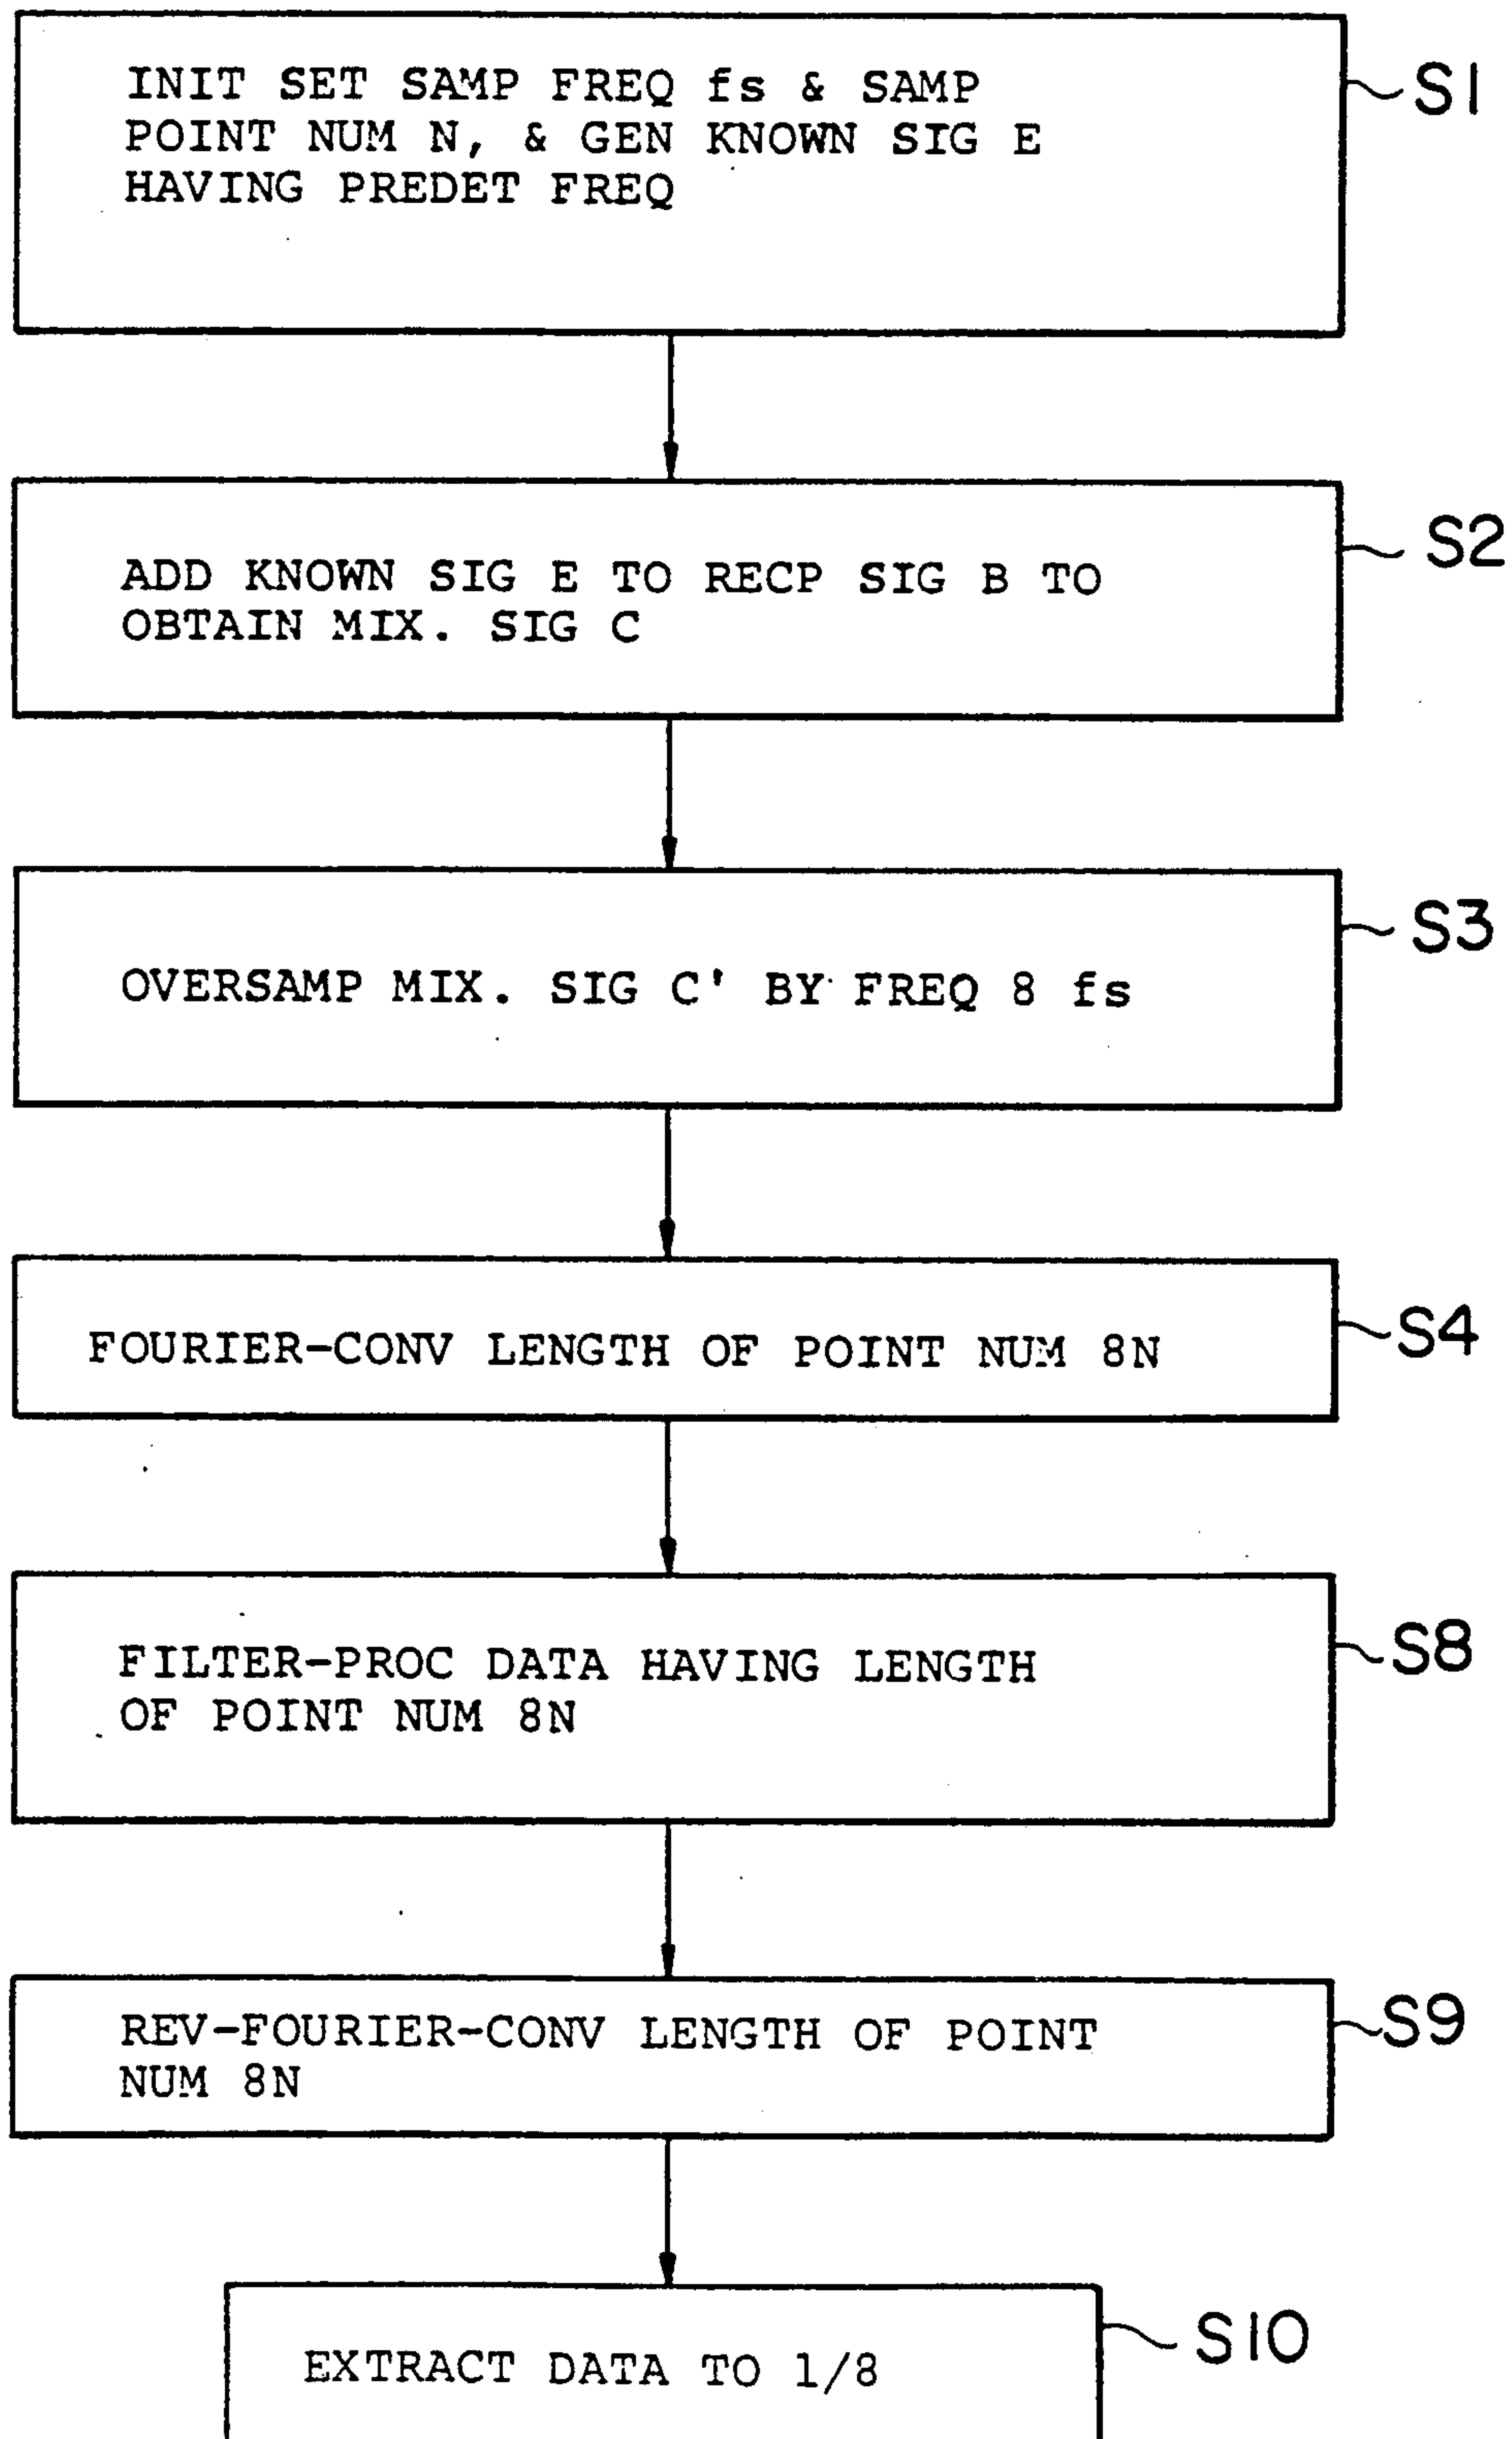 INIT SET SAMP FREQ fs & SAMP
POINT NUM N, & GEN KNOWN SIG E
HAVING PREDET FREQ
S1
ADD KNOWN SIG E TO RECP SIG B TO
OBTAIN MIX. SIG C
S2
OVERSAMP MIX. SIG C' BY FREQ 8 fs
S3
FOURIER-CONV LENGTH OF POINT NUM 8N
S4
FILTER-PROC DATA HAVING LENGTH
OF POINT NUM 8N
S8
REV-FOURIER-CONV LENGTH OF POINT
NUM 8N
S9
EXTRACT DATA TO 1/8
S10